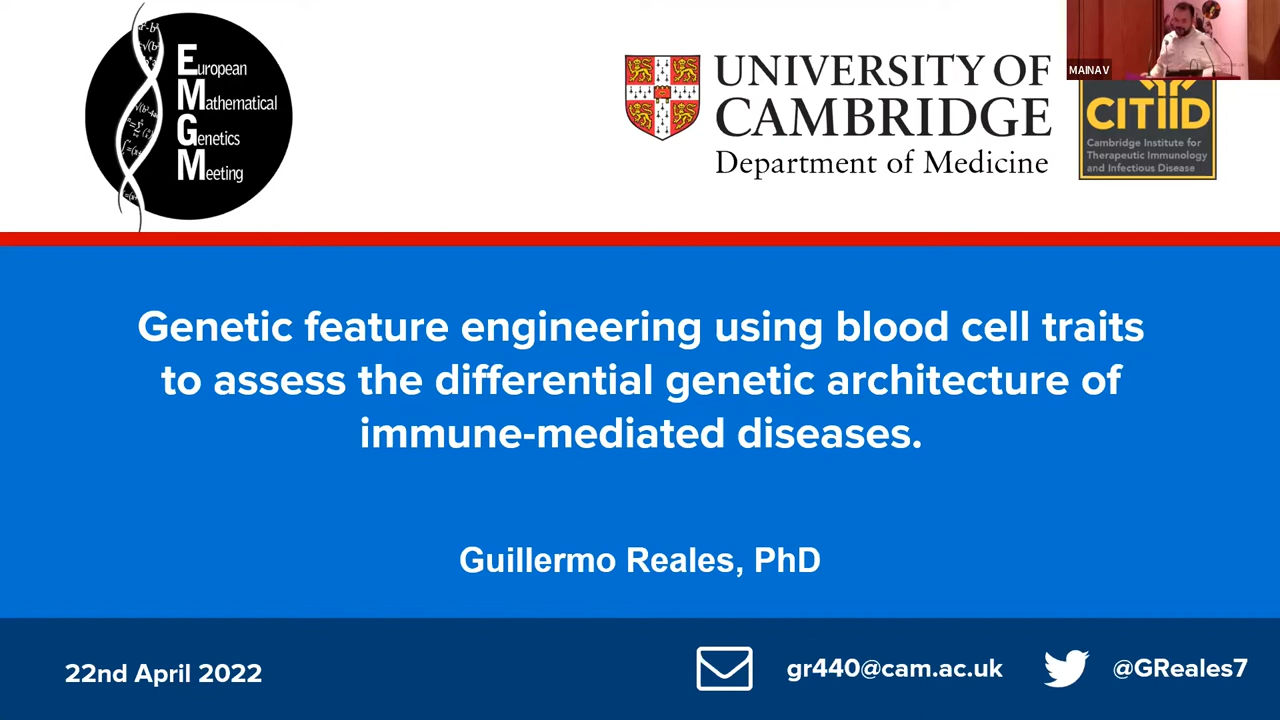 European
Mathematical
Genetics
Meeting
UNIVERSITY OF
CAMBRIDGE
Department of Medicine
MAINAV
CITIID
Cambridge Institute for
Therapeutic Immunology
and Infectious Disease
Genetic feature engineering using blood cell traits
to assess the differential genetic architecture of
immune-mediated diseases.
Guillermo Reales, PhD
22nd April 2022
gr440@cam.ac.uk
@GReales7